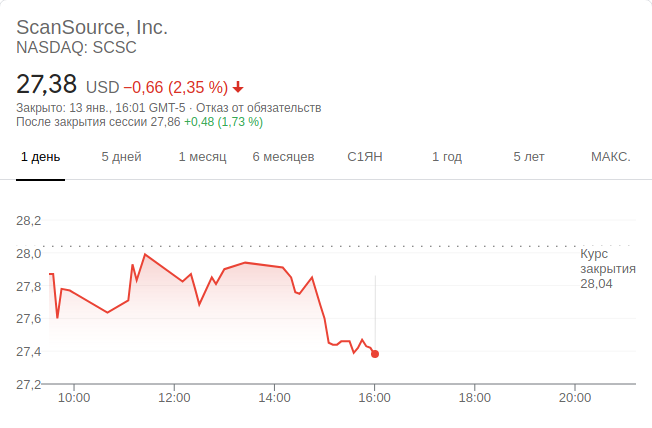 ScanSource, Inc.
NASDAQ: SCSC
27,38 USD −0,66 (2,35 %)
Закрыто: 13 янв., 16:01 GMT-5 · Отказ от обязательств
После закрытия сессии 27,86 +0,48 (1,73 %)
1 день 5 дней 1 месяц 6 месяцев С1ЯН 1 год 5 лет МАКС.
28,2
28,0
27,8
27,6
27,4
27,2
Курс
закрытия
28,04
10:00 12:00 14:00 16:00 18:00 20:00